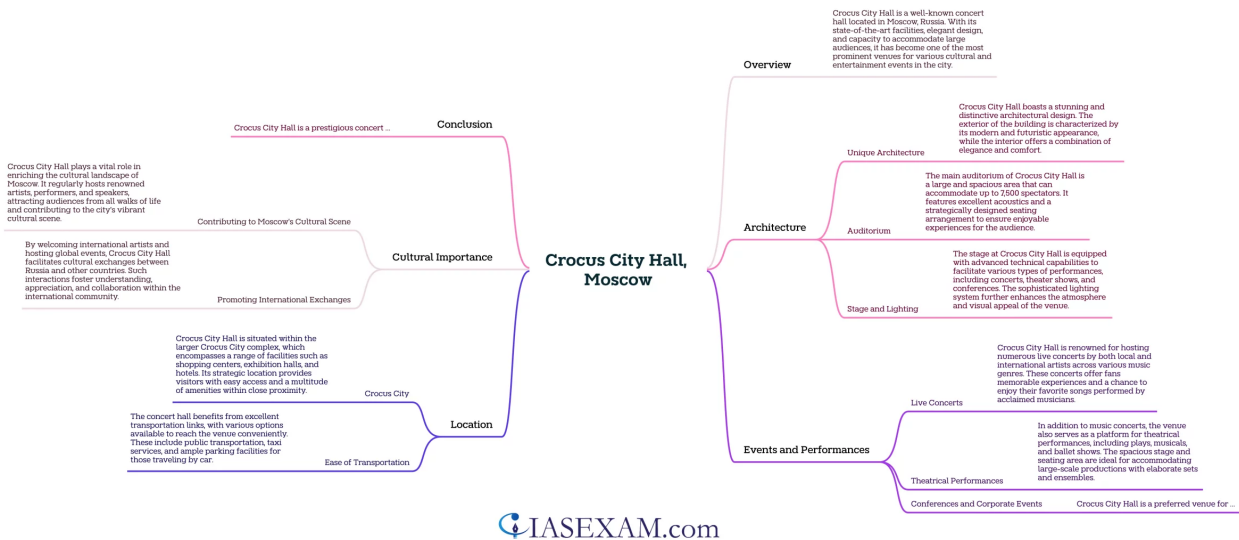 Crocus City Hall,
Moscow
Overview
Crocus City Hall is a well-known concert
hall located in Moscow, Russia. With its
state-of-the-art facilities, elegant design,
and capacity to accommodate large
audiences, it has become one of the most
prominent venues for various cultural and
entertainment events in the city.
Architecture
Unique Architecture
Crocus City Hall boasts a stunning and
distinctive architectural design. The
exterior of the building is characterized by
its modern and futuristic appearance,
while the interior offers a combination of
elegance and comfort.
Auditorium
The main auditorium of Crocus City Hall is
a large and spacious area that can
accommodate up to 7,500 spectators. It
features excellent acoustics and a
strategically designed seating
arrangement to ensure enjoyable
experiences for the audience.
Stage and Lighting
The stage at Crocus City Hall is equipped
with advanced technical capabilities to
facilitate various types of performances,
including concerts, theater shows, and
conferences. The sophisticated lighting
system further enhances the atmosphere
and visual appeal of the venue.
Events and Performances
Live Concerts
Crocus City Hall is renowned for hosting
numerous live concerts by both local and
international artists across various music
genres. These concerts offer fans
memorable experiences and a chance to
enjoy their favorite songs performed by
acclaimed musicians.
Theatrical Performances
In addition to music concerts, the venue
also serves as a platform for theatrical
performances, including plays, musicals,
and ballet shows. The spacious stage and
seating area are ideal for accommodating
large-scale productions with elaborate sets
and ensembles.
Conferences and Corporate Events
Crocus City Hall is a preferred venue for ...
Conclusion
Crocus City Hall is a prestigious concert ...
Cultural Importance
Contributing to Moscow's Cultural Scene
Crocus City Hall plays a vital role in
enriching the cultural landscape of
Moscow. It regularly hosts renowned
artists, performers, and speakers,
attracting audiences from all walks of life
and contributing to the city's vibrant
cultural scene.
Promoting International Exchanges
By welcoming international artists and
hosting global events, Crocus City Hall
facilitates cultural exchanges between
Russia and other countries. Such
interactions foster understanding,
appreciation, and collaboration within the
international community.
Location
Crocus City
Crocus City Hall is situated within the
larger Crocus City complex, which
encompasses a range of facilities such as
shopping centers, exhibition halls, and
hotels. Its strategic location provides
visitors with easy access and a multitude
of amenities within close proximity.
Ease of Transportation
The concert hall benefits from excellent
transportation links, with various options
available to reach the venue conveniently.
These include public transportation, taxi
services, and ample parking facilities for
those traveling by car.
IASEXAM.com